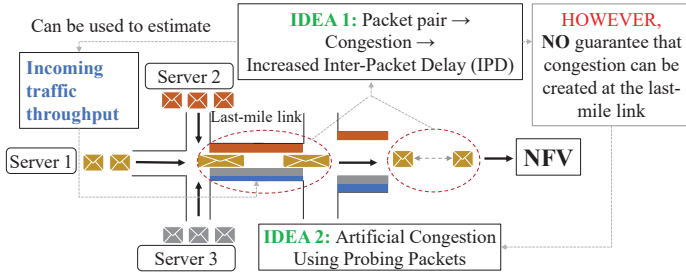 Can be used to estimate
IDEA 1: Packet pair →
Congestion →
Increased Inter-Packet Delay (IPD)
HOWEVER,
NO guarantee that
congestion can be
created at the last-
mile link
Incoming
traffic
throughput
Server 2
Last-mile link
Server 1
NFV
Server 3
IDEA 2: Artificial Congestion
Using Probing Packets